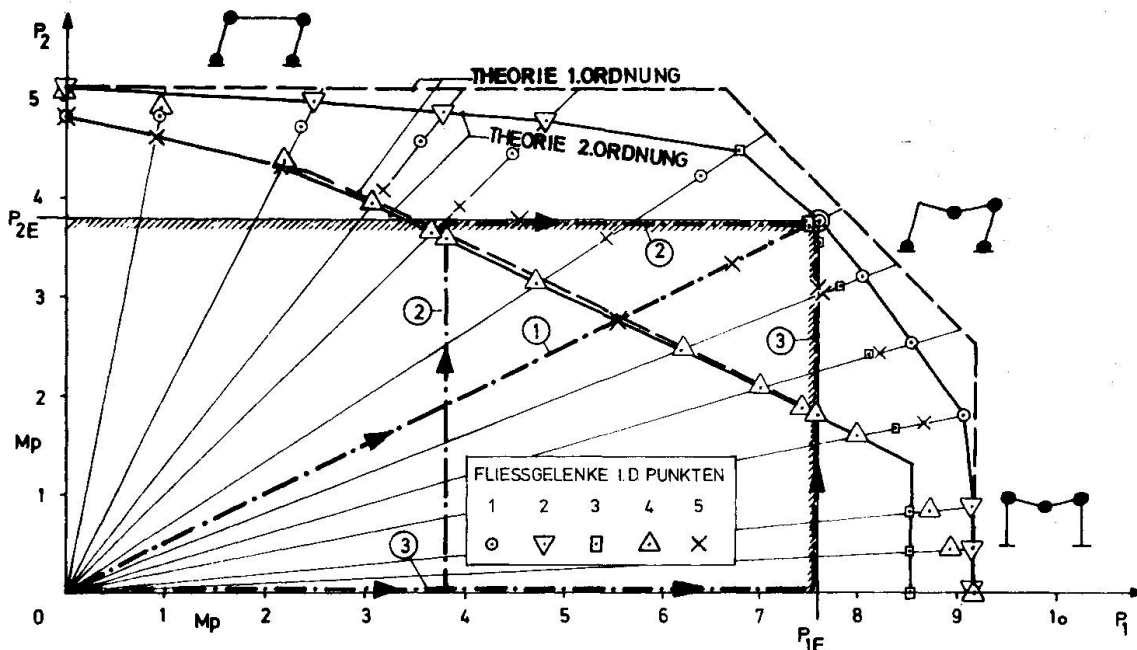 P₂
THEORIE 1.ORDNUNG
5
THEORIE 2.ORDNUNG
4
P₂E
2
3
2
1
3
2
Mp
FLIESSGELENKE I.D PUNKTEN
1 2 3 4 5
1
3
0
1 Mp 2 3 4 5 6 7 8 9 1o P₁
P₁E